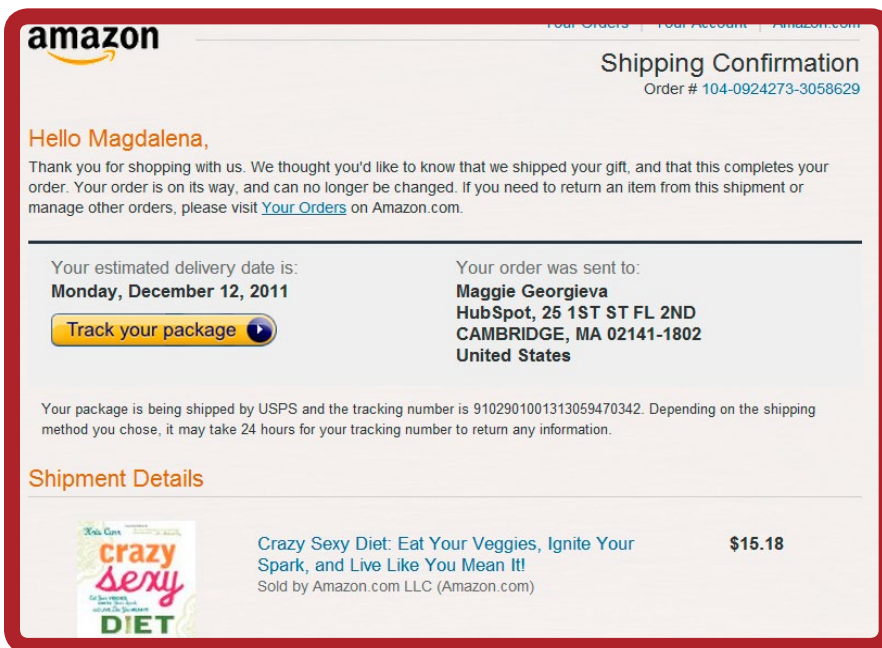 Your Orders | Your Account | Amazon.com
amazon
Shipping Confirmation
Order # 104-0924273-3058629
Hello Magdalena,
Thank you for shopping with us. We thought you'd like to know that we shipped your gift, and that this completes your
order. Your order is on its way, and can no longer be changed. If you need to return an item from this shipment or
manage other orders, please visit Your Orders on Amazon.com.
Your estimated delivery date is:
Monday, December 12, 2011
Track your package
Your order was sent to:
Maggie Georgieva
HubSpot, 25 1ST ST FL 2ND
CAMBRIDGE, MA 02141-1802
United States
Your package is being shipped by USPS and the tracking number is 9102901001313059470342. Depending on the shipping
method you chose, it may take 24 hours for your tracking number to return any information.
Shipment Details
Kris Carr
crazy
sexy
DIET
Crazy Sexy Diet: Eat Your Veggies, Ignite Your
Spark, and Live Like You Mean It!
Sold by Amazon.com LLC (Amazon.com)
$15.18